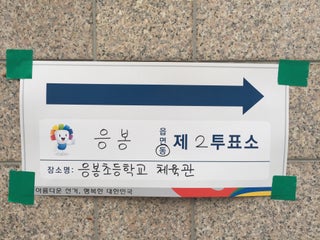 응봉 읍면동 제 2 투표소
장소명: 응봉초등학교 체육관
아름다운 선거, 행복한 대한민국